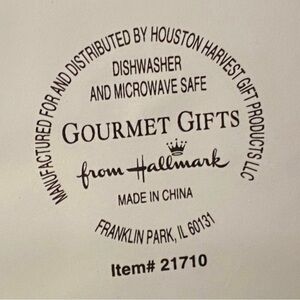 MANUFACTURED FOR AND DISTRIBUTED BY HOUSTON HARVEST GIFT PRODUCTS LLC
DISHWASHER
AND MICROWAVE SAFE
GOURMET GIFTS
from Hallmark
MADE IN CHINA
FRANKLIN PARK, IL 60131
Item# 21710